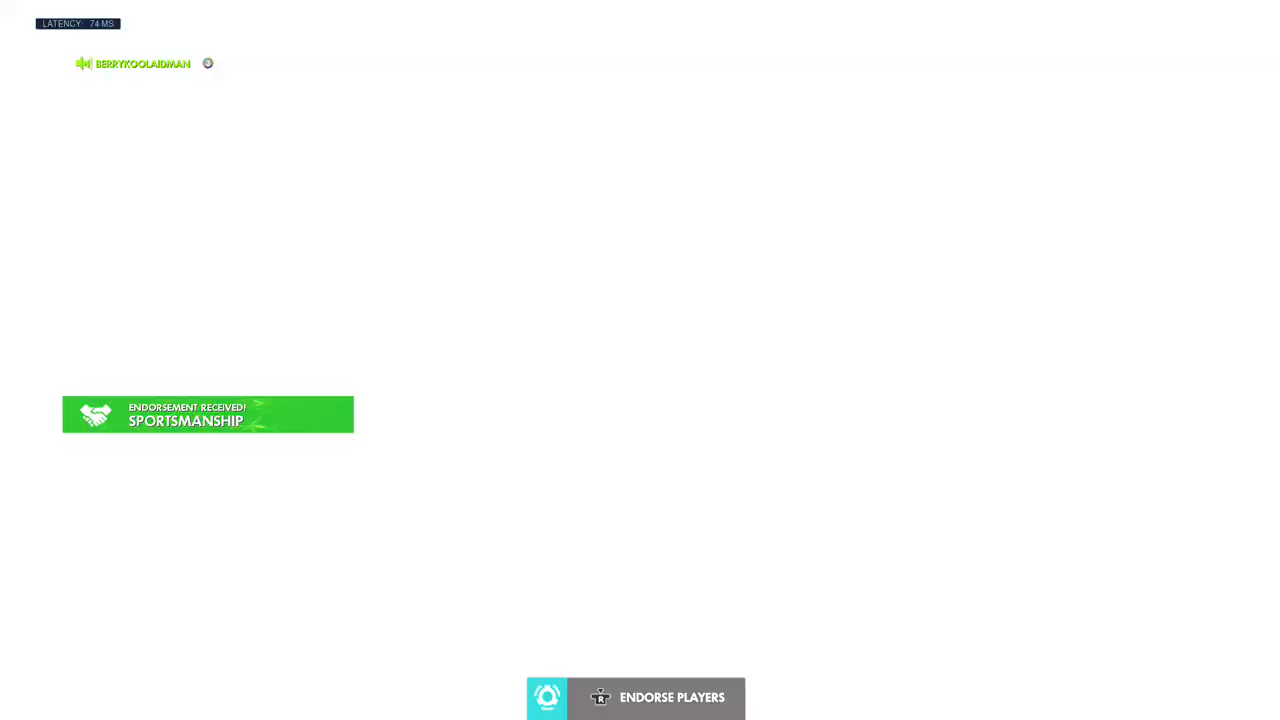 LATENCY: 74 MS
BERRYKOOLAIDMAN
ENDORSEMENT RECEIVED!
SPORTSMANSHIP
R ENDORSE PLAYERS